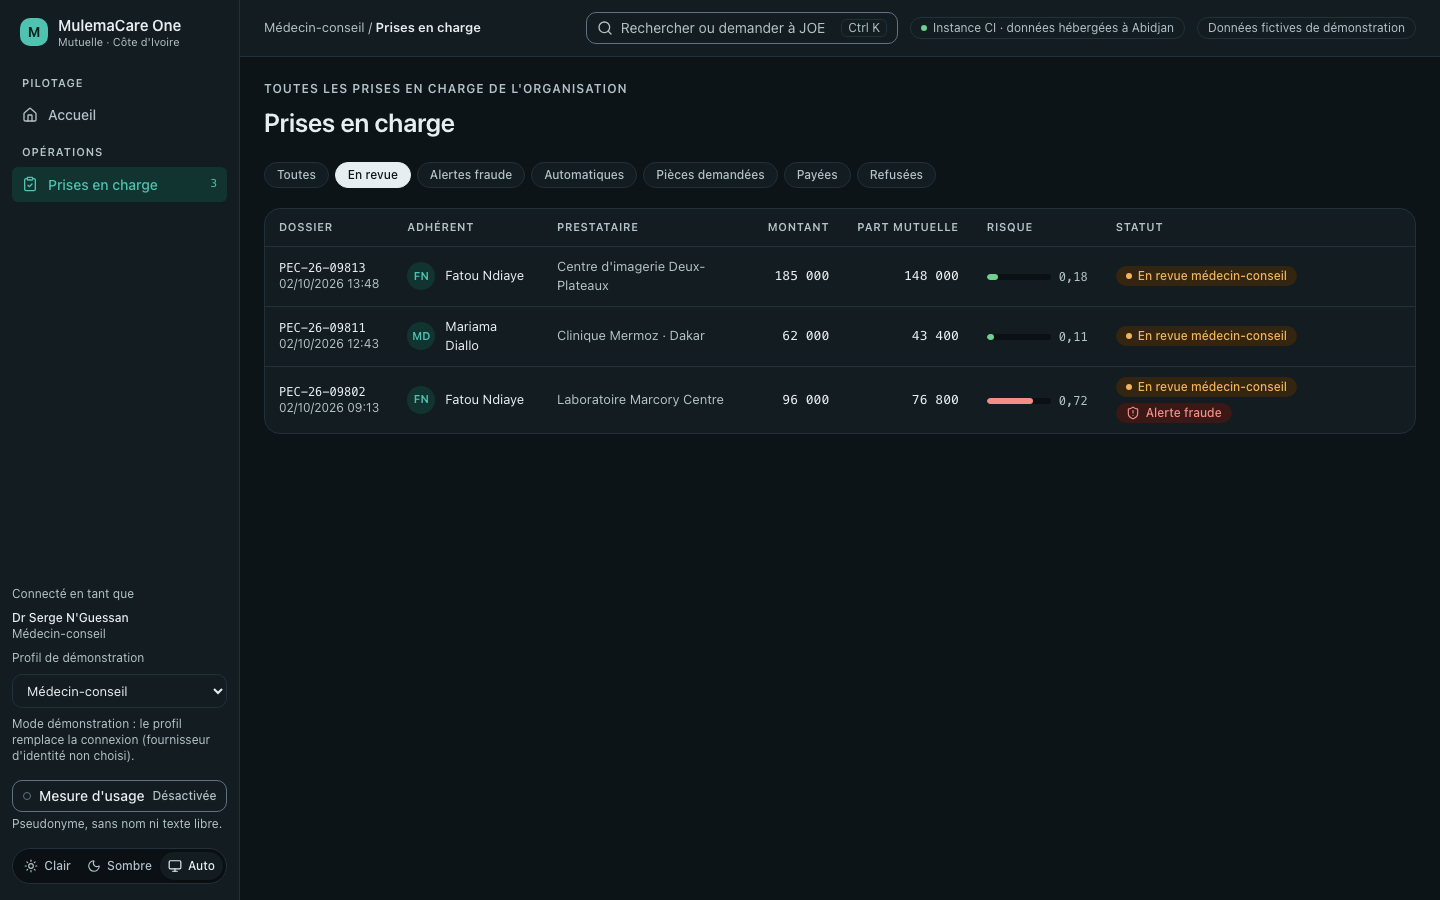 M
MulemaCare One
Mutuelle · Côte d'Ivoire
PILOTAGE
Accueil
OPÉRATIONS
Prises en charge 3
Connecté en tant que
Dr Serge N'Guessan
Médecin-conseil
Profil de démonstration
Médecin-conseil
Mode démonstration : le profil
remplace la connexion (fournisseur
d'identité non choisi).
Mesure d'usage Désactivée
Pseudonyme, sans nom ni texte libre.
Clair Sombre Auto
Médecin-conseil / Prises en charge
Rechercher ou demander à JOE Ctrl K
Instance CI · données hébergées à Abidjan
Données fictives de démonstration
TOUTES LES PRISES EN CHARGE DE L'ORGANISATION
Prises en charge
Toutes En revue Alertes fraude Automatiques Pièces demandées Payées Refusées
DOSSIER ADHÉRENT PRESTATAIRE MONTANT PART MUTUELLE RISQUE STATUT
PEC-26-09813
02/10/2026 13:48
FN Fatou Ndiaye
Centre d'imagerie Deux-
Plateaux
185 000 148 000 0,18 En revue médecin-conseil
PEC-26-09811
02/10/2026 12:43
MD Mariama
Diallo
Clinique Mermoz · Dakar 62 000 43 400 0,11 En revue médecin-conseil
PEC-26-09802
02/10/2026 09:13
FN Fatou Ndiaye Laboratoire Marcory Centre 96 000 76 800 0,72 En revue médecin-conseil
Alerte fraude